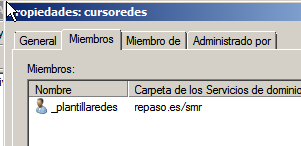 Propiedades: cursoredes
General Miembros Miembro de Administrado por
Miembros:
Nombre Carpeta de los Servicios de dominio
_plantillaredes repaso.es/smr